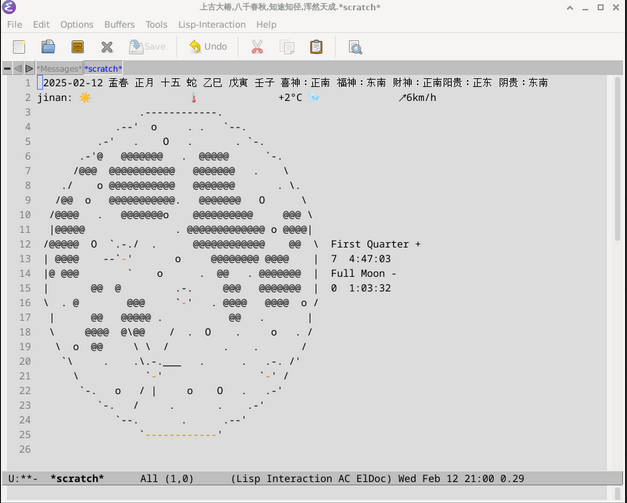 上古大椿,八千春秋,知途知径,浑然天成.*scratch*
File Edit Options Buffers Tools Lisp-Interaction Help
Save Undo
*Messages* *scratch*
1 2025-02-12 孟春 正月 十五 蛇 乙巳 戊寅 壬子 喜神：正南 福神：东南 财神：正南阳贵：正东 阴贵：东南
2 jinan: ☀️ 🌡️ +2°C 🌬️ ↗6km/h
3 .------------.
4 .--' o . . `--.
5 .-' . O . . `-.
6 .-'@ @@@@@@@ . @@@@@ `-.
7 /@@@ @@@@@@@@@@@ @@@@@@@ . \
8 ./ o @@@@@@@@@@@ @@@@@@@ . \.
9 /@@ o @@@@@@@@@@@. @@@@@@@ O \
10 /@@@@ . @@@@@@@o @@@@@@@@@@ @@@ \
11 |@@@@@ . @@@@@@@@@@@@@ o @@@@|
12 /@@@@@ O `.-./ . @@@@@@@@@@@@ @@ \ First Quarter +
13 | @@@@ --`-' o @@@@@@@@ @@@@ | 7 4:47:03
14 |@ @@@ ` o . @@ . @@@@@@@ | Full Moon -
15 | @@ @ .-. @@@ @@@@@@@ | 0 1:03:32
16 \ . @ @@@ `-' . @@@@ @@@@ o /
17 | @@ @@@@@ . @@ . |
18 \ @@@@ @\@@ / . O . o . /
19 \ o @@ \ \ / . . /
20 `\ . .\.-.___ . . .-. /'
21 \ `-' `-' /
22 `-. o / | o O . .-'
23 `-. / . . .-'
24 `--. . .--'
25 `------------'
26
U:**- *scratch* All (1,0) (Lisp Interaction AC ElDoc) Wed Feb 12 21:00 0.29